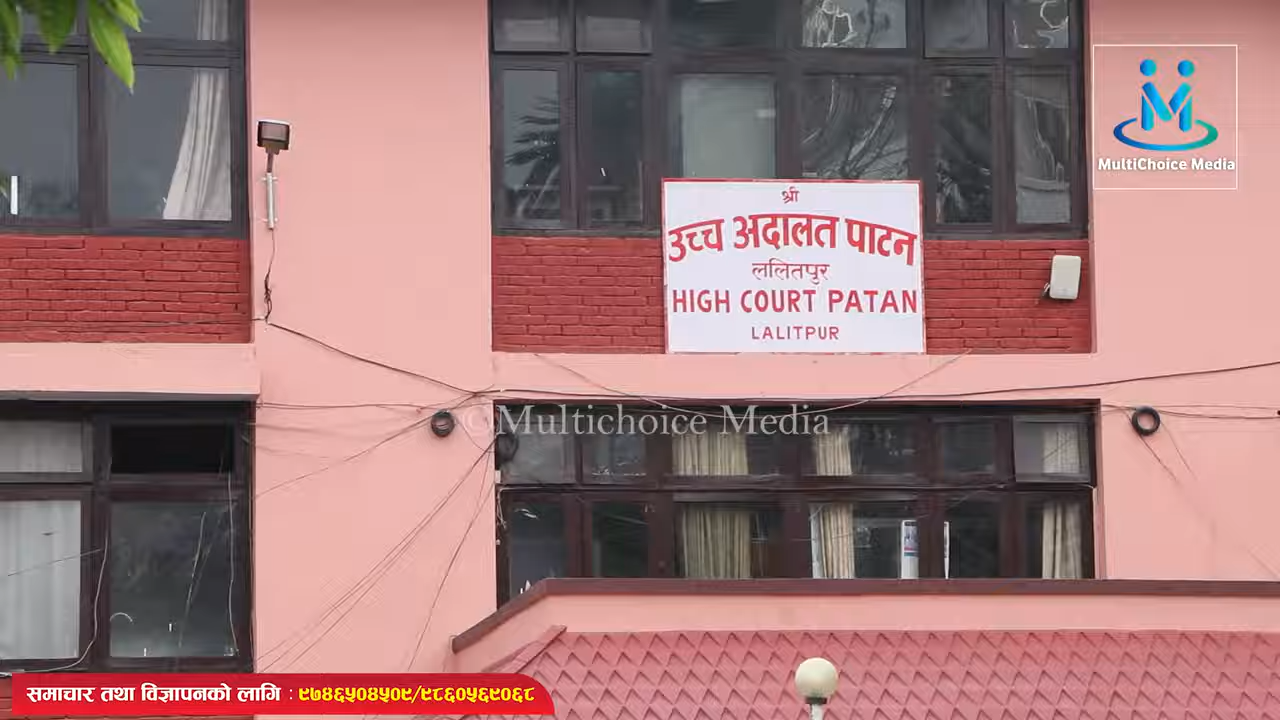 MultiChoice Media
श्री
उच्च अदालत पाटन
ललितपुर
HIGH COURT PATAN
LALITPUR
©Multichoice Media
समाचार तथा विज्ञापनको लागि : ९७४६५०४५०९/९८६०५६९०६८